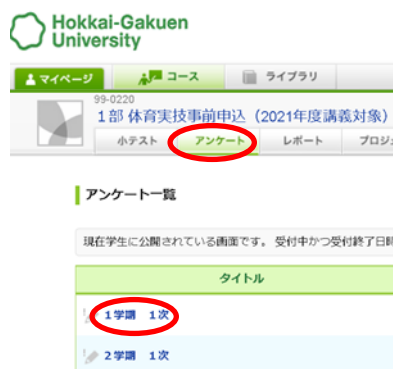 Hokkai-Gakuen
University
マイページ
コース
ライブラリ
99-0220
1部 体育実技事前申込（2021年度講義対象）
小テスト
アンケート
レポート
プロジ
アンケート一覧
現在学生に公開されている画面です。 受付中かつ受付終了日時
タイトル
1学期 1次
2学期 1次